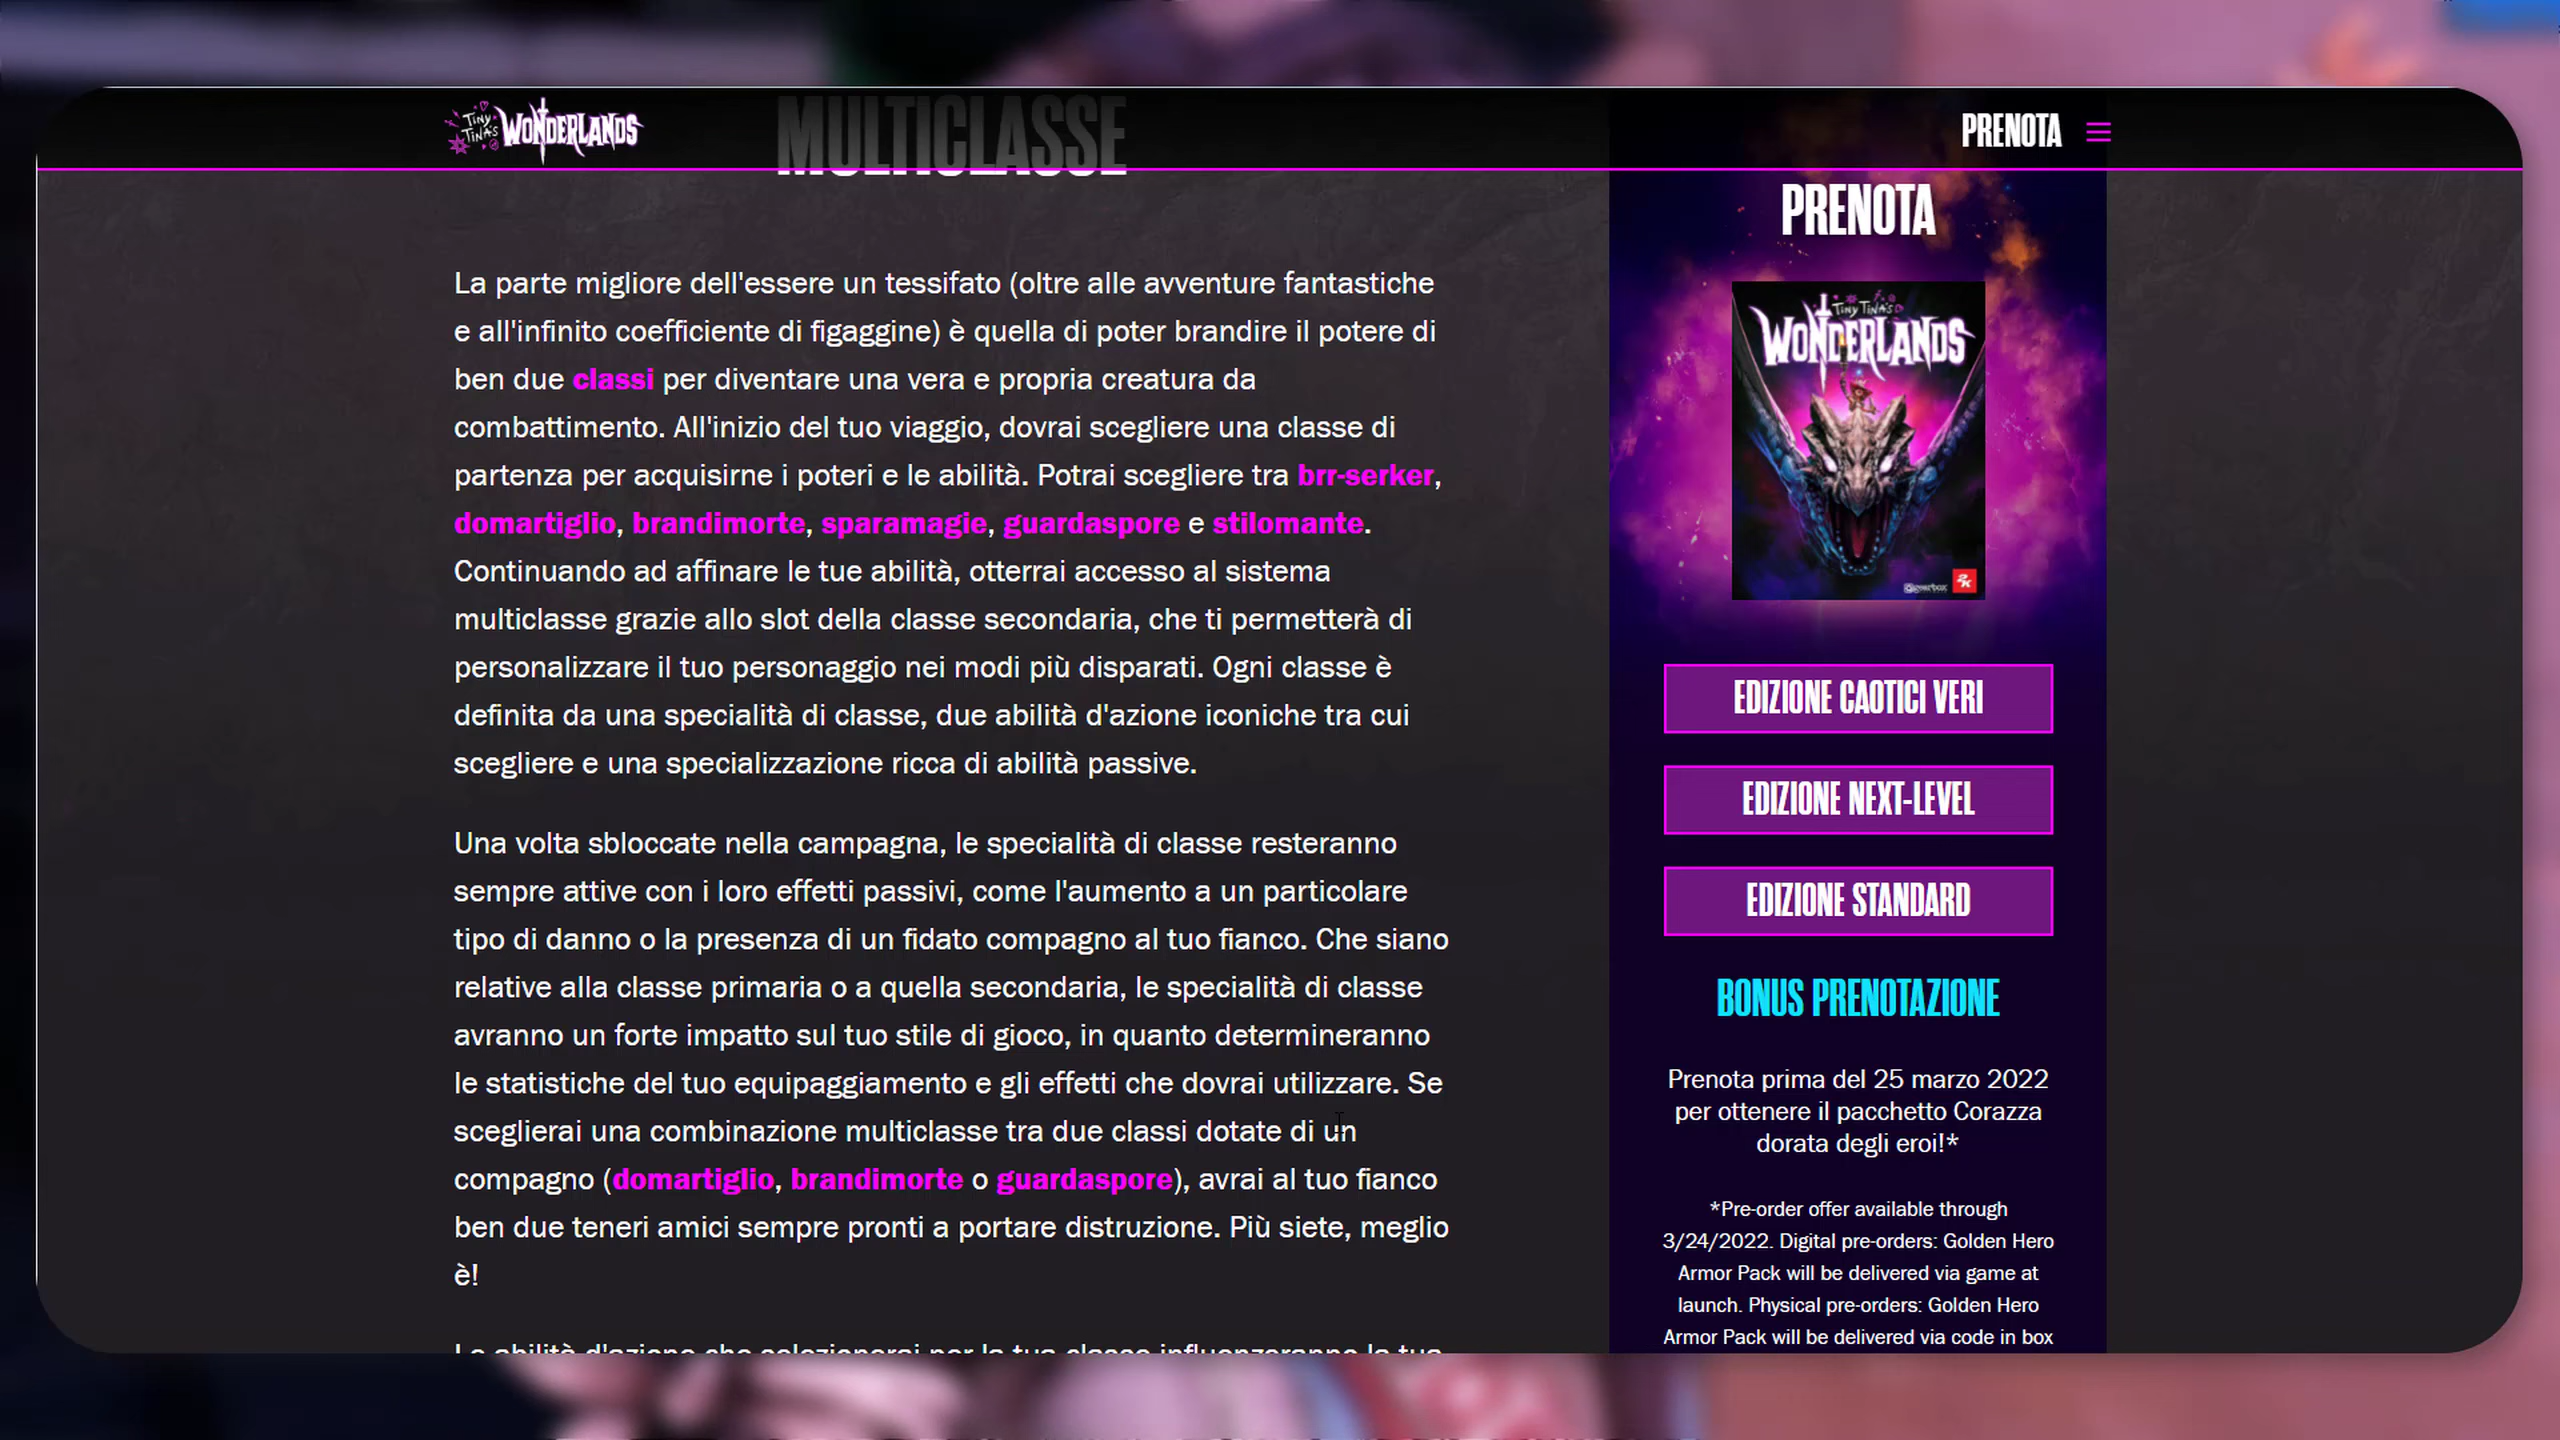 TINY TINA'S WONDERLANDS
MULTICLASSE
PRENOTA
La parte migliore dell'essere un tessifato (oltre alle avventure fantastiche
e all'infinito coefficiente di figaggine) è quella di poter brandire il potere di
ben due classi per diventare una vera e propria creatura da
combattimento. All'inizio del tuo viaggio, dovrai scegliere una classe di
partenza per acquisirne i poteri e le abilità. Potrai scegliere tra brr-serker,
domartiglio, brandimorte, sparamagie, guardaspore e stilomante.
Continuando ad affinare le tue abilità, otterrai accesso al sistema
multiclasse grazie allo slot della classe secondaria, che ti permetterà di
personalizzare il tuo personaggio nei modi più disparati. Ogni classe è
definita da una specialità di classe, due abilità d'azione iconiche tra cui
scegliere e una specializzazione ricca di abilità passive.
Una volta sbloccate nella campagna, le specialità di classe resteranno
sempre attive con i loro effetti passivi, come l'aumento a un particolare
tipo di danno o la presenza di un fidato compagno al tuo fianco. Che siano
relative alla classe primaria o a quella secondaria, le specialità di classe
avranno un forte impatto sul tuo stile di gioco, in quanto determineranno
le statistiche del tuo equipaggiamento e gli effetti che dovrai utilizzare. Se
sceglierai una combinazione multiclasse tra due classi dotate di un
compagno (domartiglio, brandimorte o guardaspore), avrai al tuo fianco
ben due teneri amici sempre pronti a portare distruzione. Più siete, meglio
è!
Le abilità d'azione che selezionerai per la tua classe influenzeranno la tua
PRENOTA
TINY TINA'S
WONDERLANDS
gearbox 2K
EDIZIONE CAOTICI VERI
EDIZIONE NEXT-LEVEL
EDIZIONE STANDARD
BONUS PRENOTAZIONE
Prenota prima del 25 marzo 2022
per ottenere il pacchetto Corazza
dorata degli eroi!*
*Pre-order offer available through
3/24/2022. Digital pre-orders: Golden Hero
Armor Pack will be delivered via game at
launch. Physical pre-orders: Golden Hero
Armor Pack will be delivered via code in box